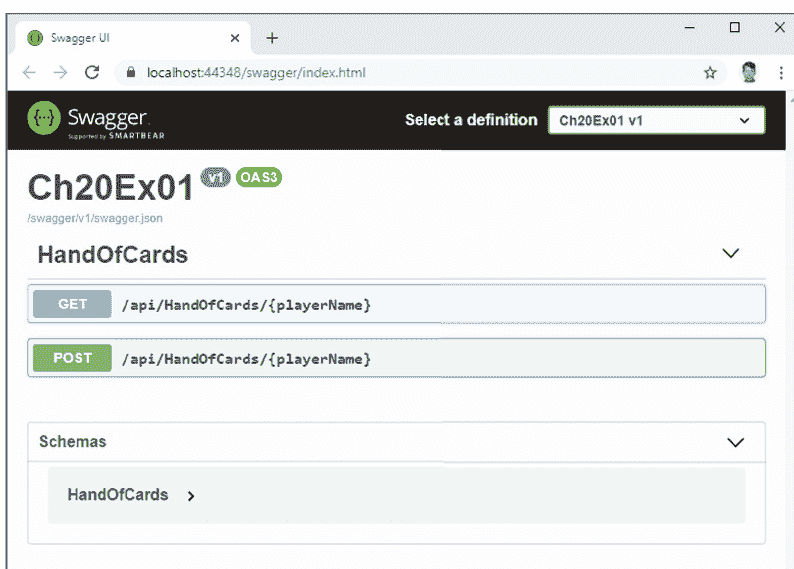 Swagger UI
localhost:44348/swagger/index.html
{··} Swagger.
Supported by SMARTBEAR
Select a definition
Ch20Ex01 v1
Ch20Ex01 v1 OAS3
/swagger/v1/swagger.json
HandOfCards
GET /api/HandOfCards/{playerName}
POST /api/HandOfCards/{playerName}
Schemas
HandOfCards